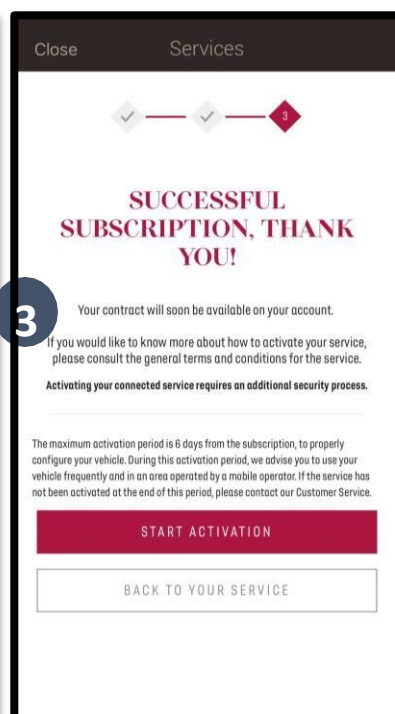 Close Services
3
SUCCESSFUL
SUBSCRIPTION, THANK
YOU!
3
Your contract will soon be available on your account.
If you would like to know more about how to activate your service,
please consult the general terms and conditions for the service.
Activating your connected service requires an additional security process.
The maximum activation period is 6 days from the subscription, to properly
configure your vehicle. During this activation period, we advise you to use your
vehicle frequently and in an area operated by a mobile operator. If the service has
not been activated at the end of this period, please contact our Customer Service.
START ACTIVATION
BACK TO YOUR SERVICE